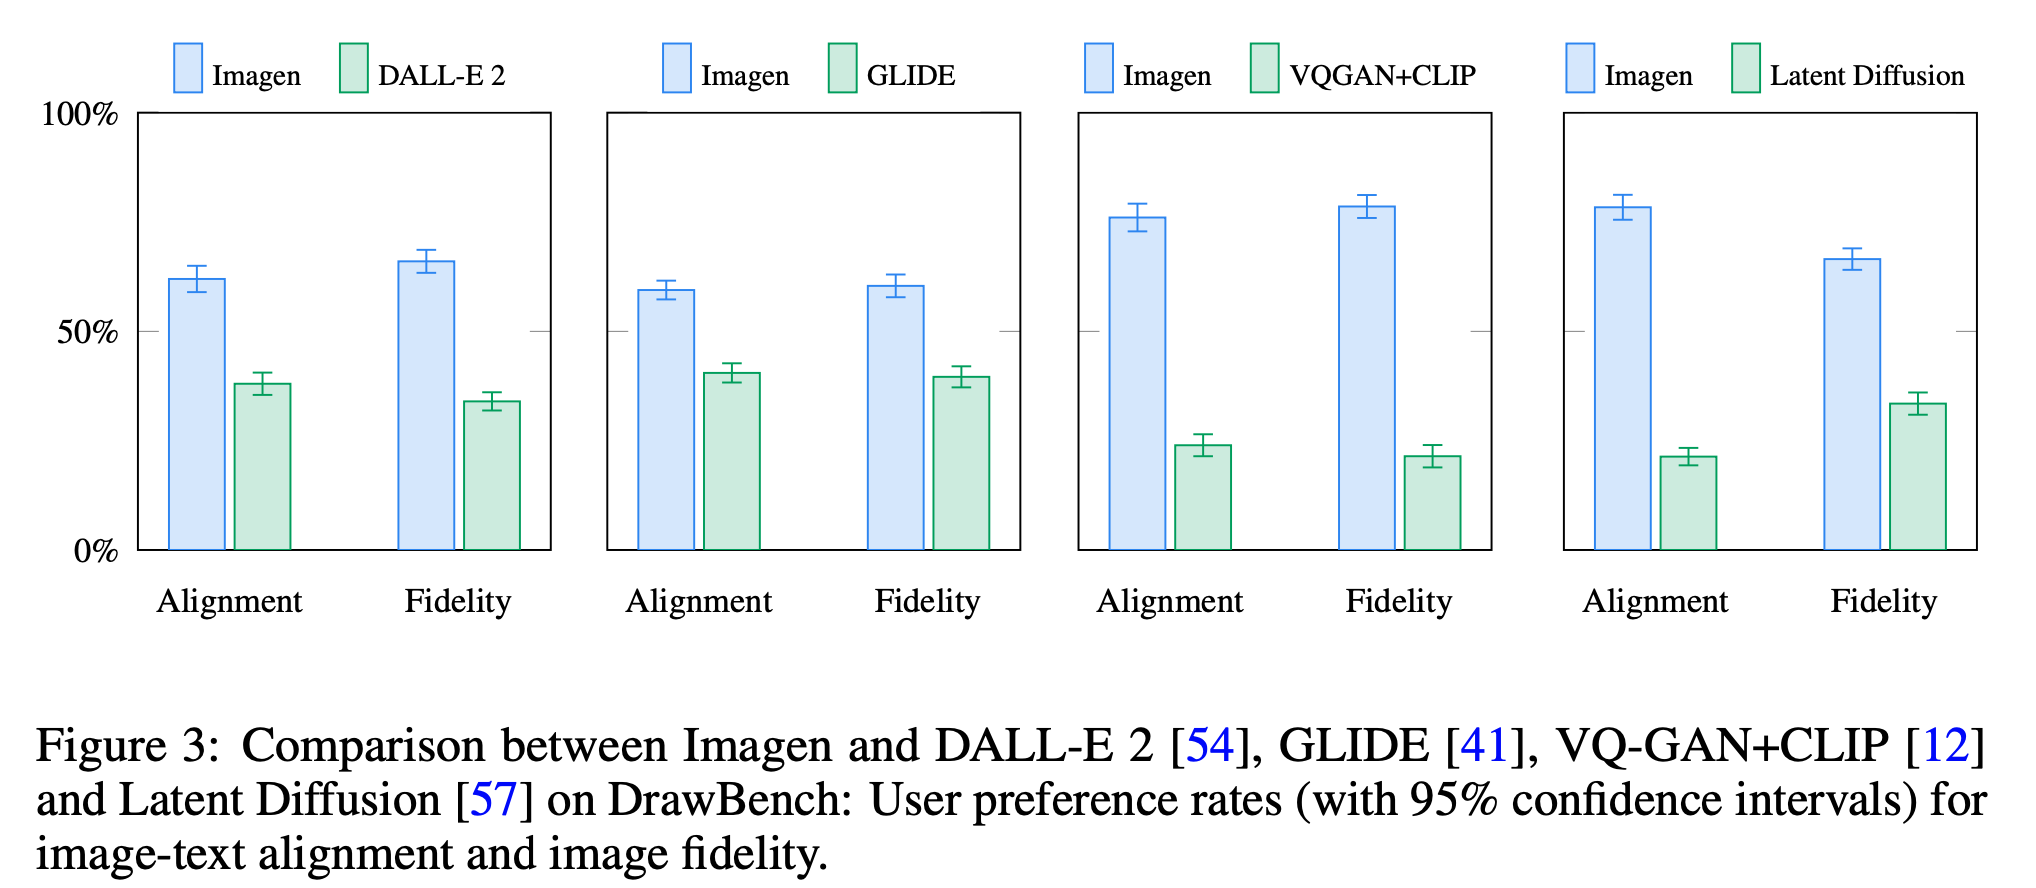 Imagen DALL-E 2 Imagen GLIDE Imagen VQGAN+CLIP Imagen Latent Diffusion
100%
50%
0%
Alignment Fidelity Alignment Fidelity Alignment Fidelity Alignment Fidelity
Figure 3: Comparison between Imagen and DALL-E 2 [54], GLIDE [41], VQ-GAN+CLIP [12]
and Latent Diffusion [57] on DrawBench: User preference rates (with 95% confidence intervals) for
image-text alignment and image fidelity.